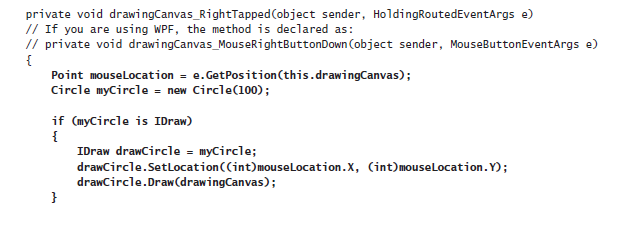 private void drawingCanvas_RightTapped(object sender, HoldingRoutedEventArgs e)
// If you are using WPF, the method is declared as:
// private void drawingCanvas_MouseRightButtonDown(object sender, MouseButtonEventArgs e)
{
    Point mouseLocation = e.GetPosition(this.drawingCanvas);
    Circle myCircle = new Circle(100);

    if (myCircle is IDraw)
    {
        IDraw drawCircle = myCircle;
        drawCircle.SetLocation((int)mouseLocation.X, (int)mouseLocation.Y);
        drawCircle.Draw(drawingCanvas);
    }